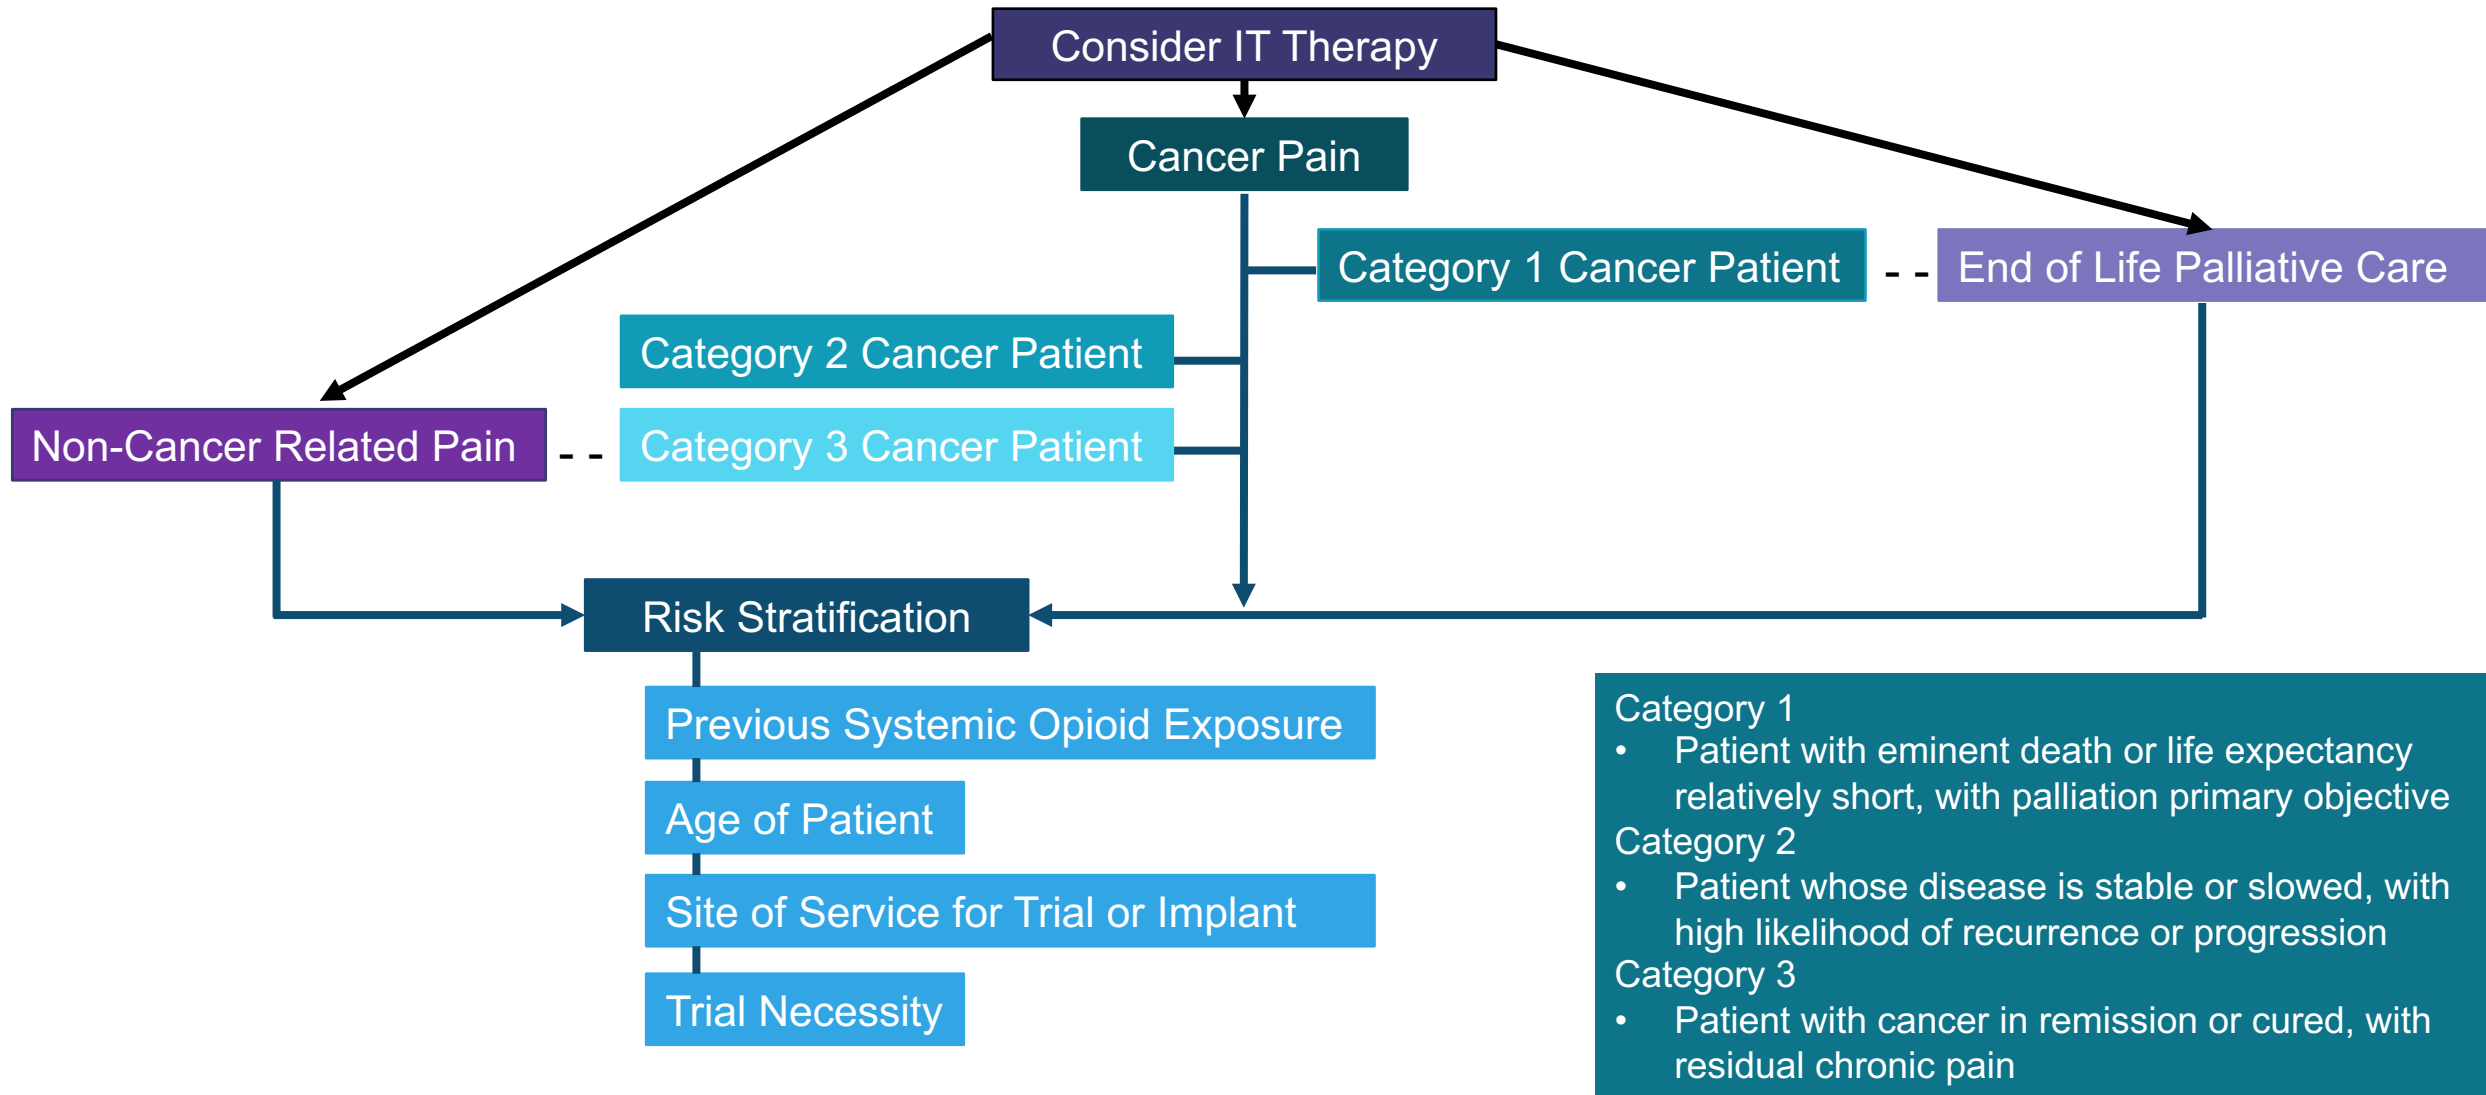 Consider IT Therapy
Cancer Pain
Category 1 Cancer Patient
End of Life Palliative Care
Category 2 Cancer Patient
Non-Cancer Related Pain
Category 3 Cancer Patient
Risk Stratification
Previous Systemic Opioid Exposure
Age of Patient
Site of Service for Trial or Implant
Trial Necessity
Category 1
• Patient with eminent death or life expectancy
relatively short, with palliation primary objective
Category 2
• Patient whose disease is stable or slowed, with
high likelihood of recurrence or progression
Category 3
• Patient with cancer in remission or cured, with
residual chronic pain